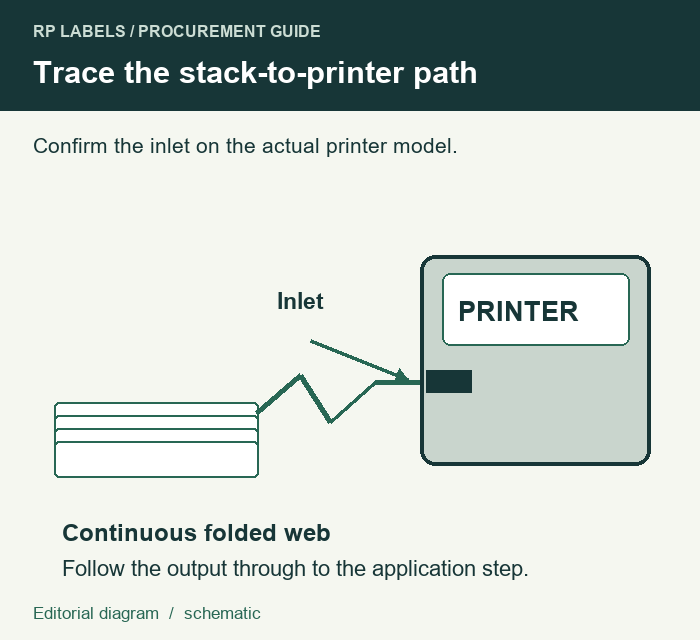 RP LABELS / PROCUREMENT GUIDE
Trace the stack-to-printer path
Confirm the inlet on the actual printer model.
Inlet
PRINTER
Continuous folded web
Follow the output through to the application step.
Editorial diagram / schematic